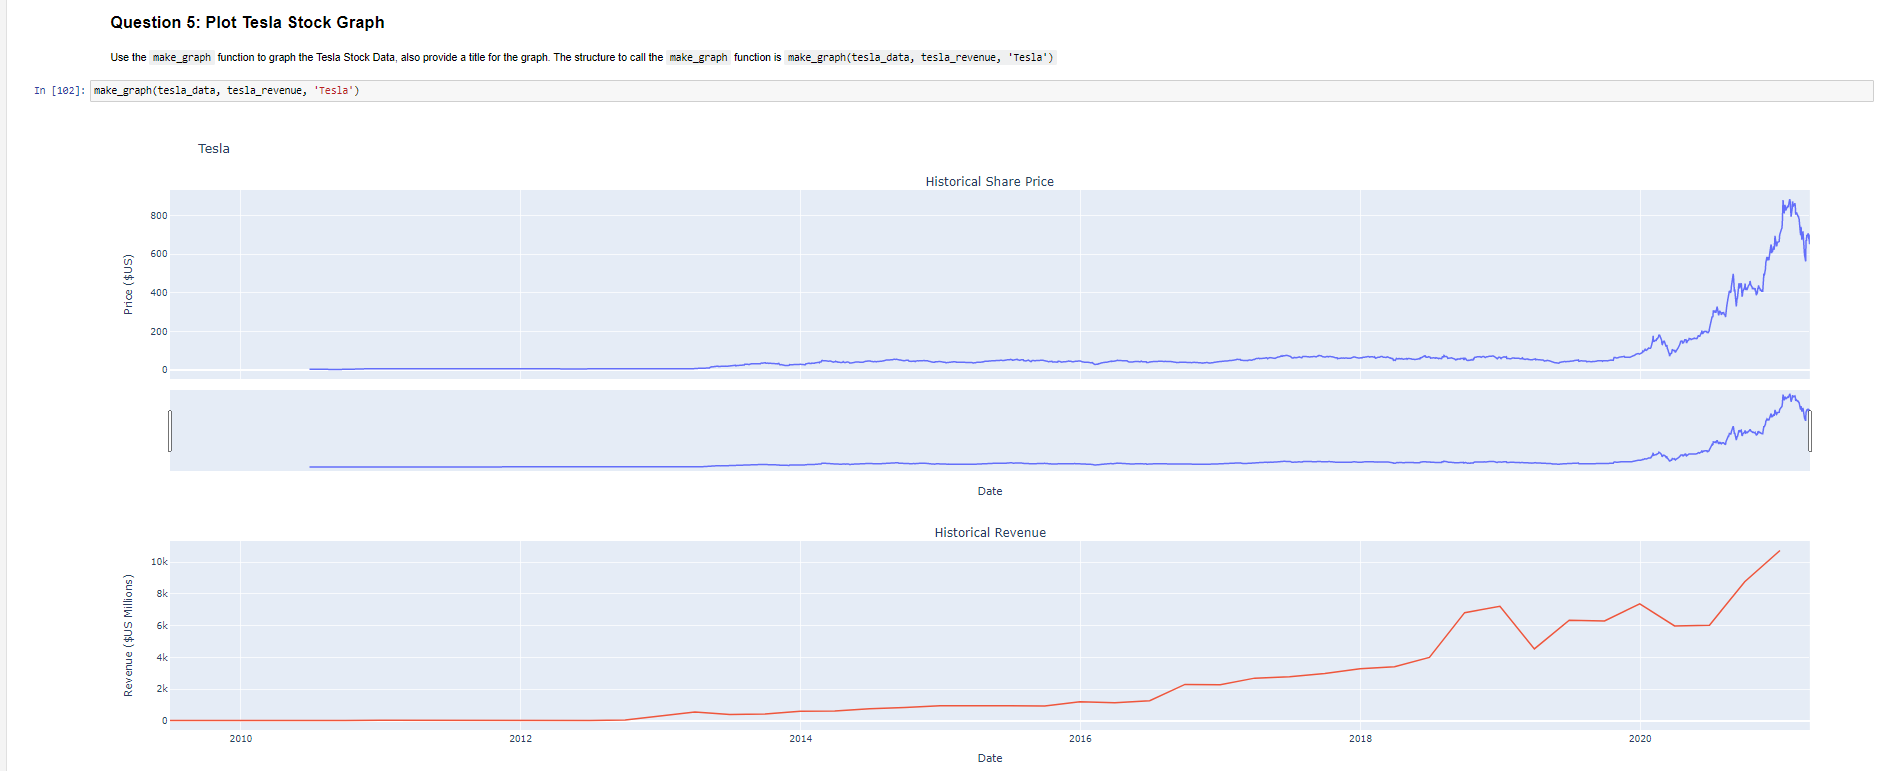 Question 5: Plot Tesla Stock Graph
Use the make_graph function to graph the Tesla Stock Data, also provide a title for the graph. The structure to call the make_graph function is make_graph(tesla_data, tesla_revenue, 'Tesla')
In [102]: make_graph(tesla_data, tesla_revenue, 'Tesla')
Tesla
Historical Share Price
Price ($US)
800
600
400
200
0
Date
Historical Revenue
Revenue ($US Millions)
10k
8k
6k
4k
2k
0
2010 2012 2014 2016 2018 2020
Date